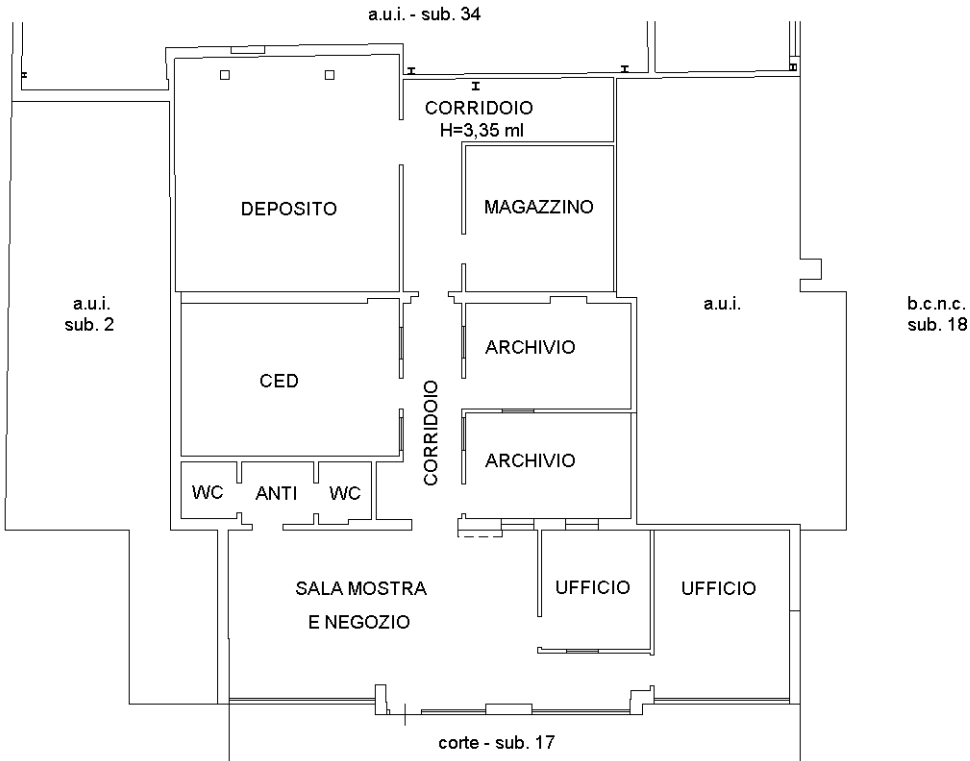 a.u.i. - sub. 34
CORRIDOIO
H=3,35 ml
DEPOSITO
MAGAZZINO
a.u.i.
sub. 2
a.u.i.
b.c.n.c.
sub. 18
ARCHIVIO
CED
CORRIDOIO
ARCHIVIO
WC
ANTI
WC
SALA MOSTRA
E NEGOZIO
UFFICIO
UFFICIO
corte - sub. 17